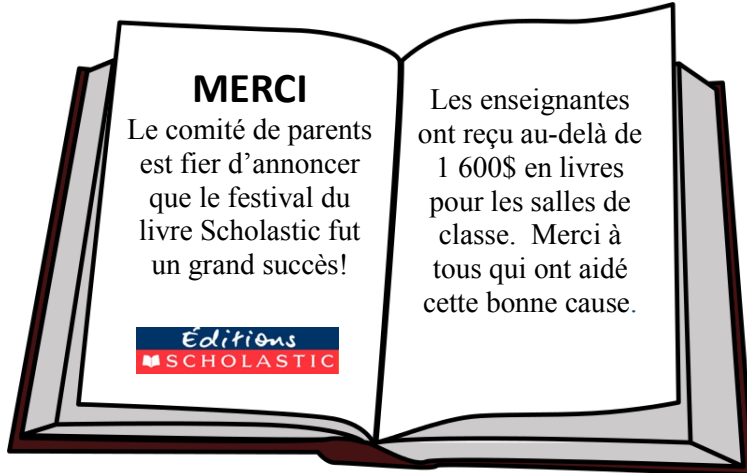 MERCI
Le comité de parents
est fier d’annoncer
que le festival du
livre Scholastic fut
un grand succès!
Éditions
SCHOLASTIC
Les enseignantes
ont reçu au-delà de
1 600$ en livres
pour les salles de
classe.  Merci à
tous qui ont aidé
cette bonne cause.